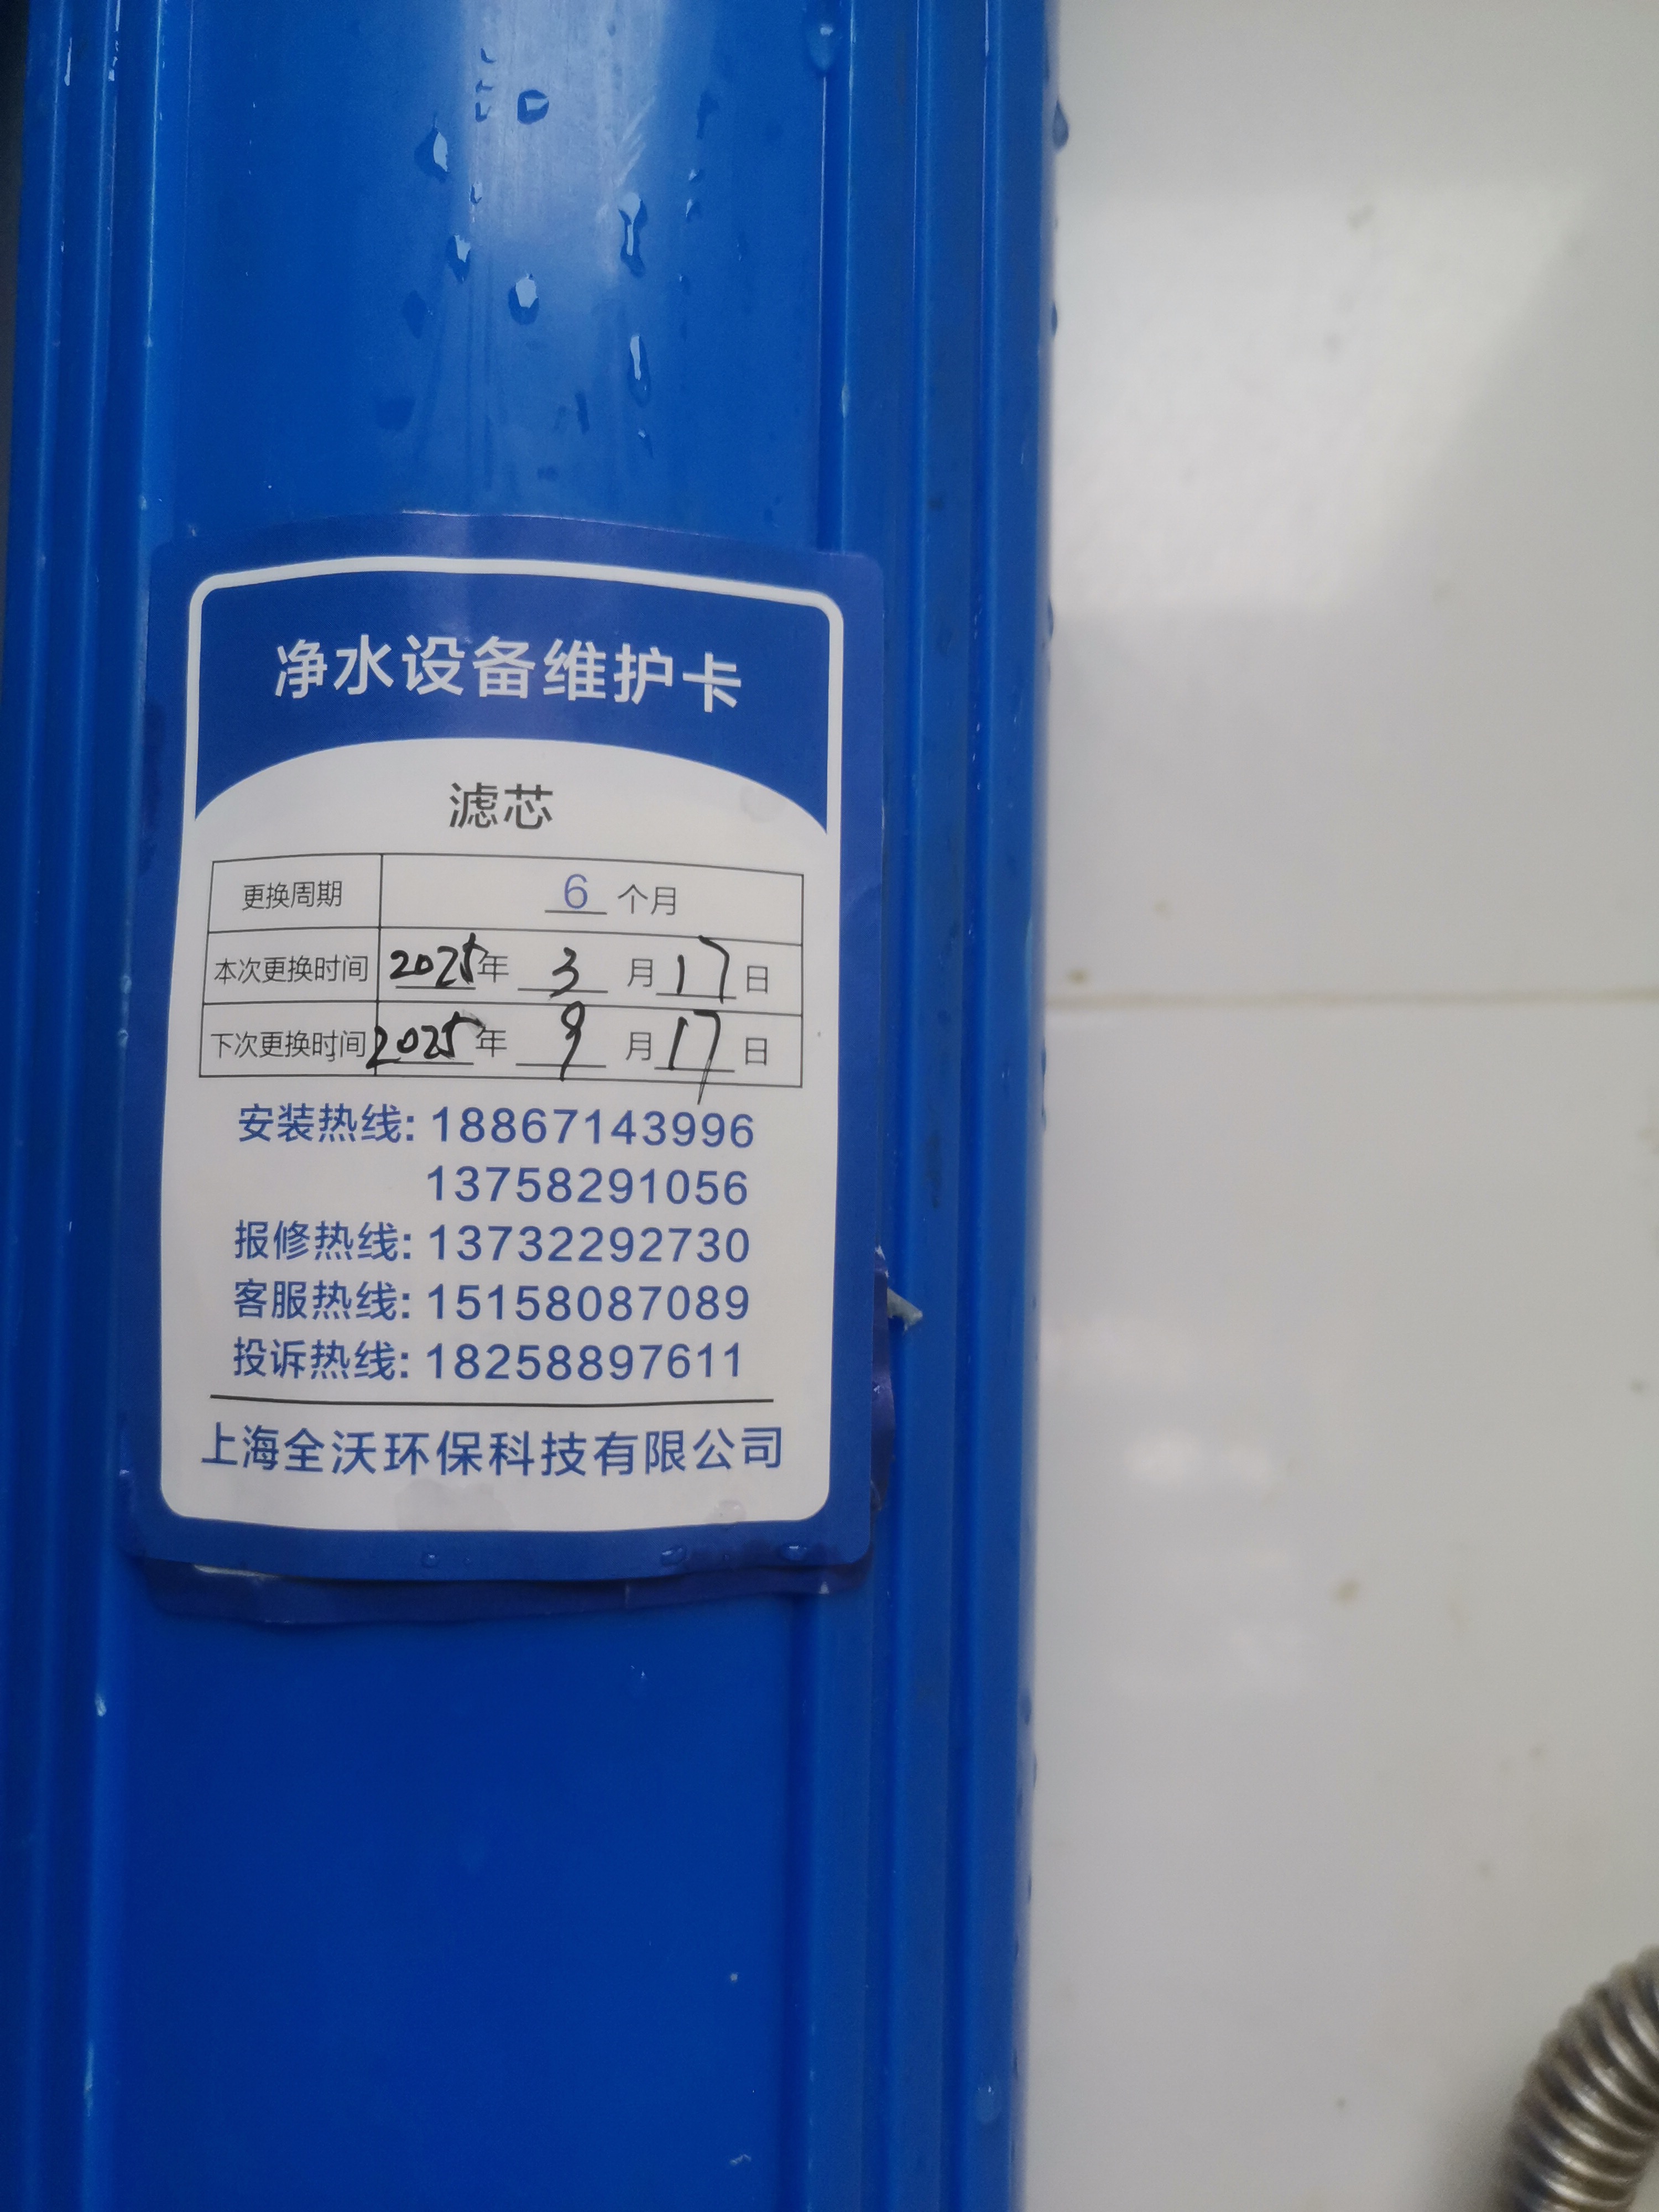 净水设备维护卡
滤芯
更换周期 6 个月
本次更换时间 2025年 3 月 17 日
下次更换时间 2025年 9 月 17 日
安装热线: 18867143996
13758291056
报修热线: 13732292730
客服热线: 15158087089
投诉热线: 18258897611
上海全沃环保科技有限公司